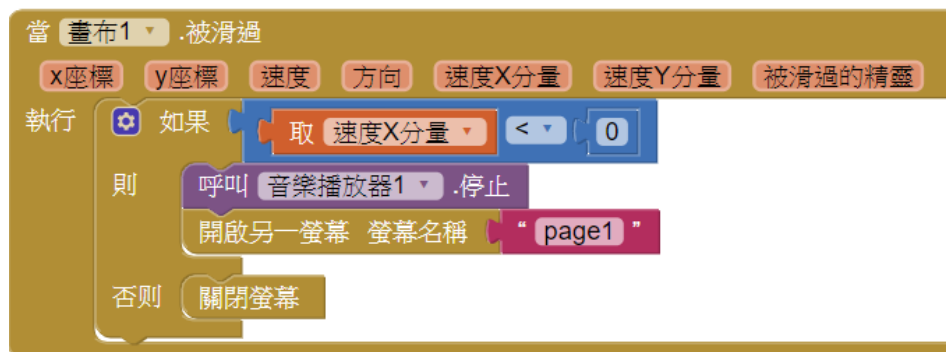 當 畫布1 .被滑過
x座標 y座標 速度 方向 速度X分量 速度Y分量 被滑過的精靈
執行 如果 取 速度X分量 < 0
則 呼叫 音樂播放器1 .停止
開啟另一螢幕 螢幕名稱 “ page1 ”
否则 關閉螢幕